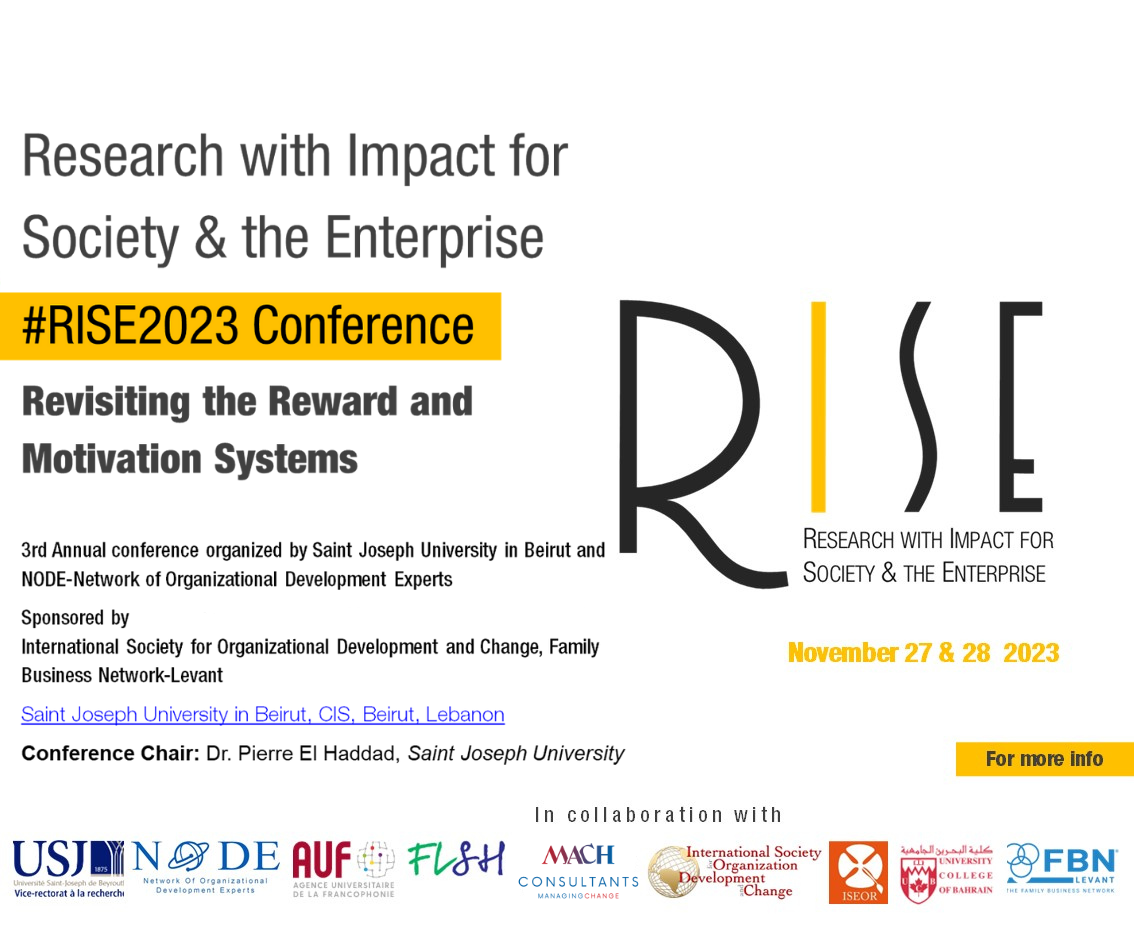 Research with Impact for
Society & the Enterprise
#RISE2023 Conference
Revisiting the Reward and
Motivation Systems
3rd Annual conference organized by Saint Joseph University in Beirut and
NODE-Network of Organizational Development Experts
Sponsored by
International Society for Organizational Development and Change, Family
Business Network-Levant
Saint Joseph University in Beirut, CIS, Beirut, Lebanon
Conference Chair: Dr. Pierre El Haddad, Saint Joseph University
RISE
RESEARCH WITH IMPACT FOR
SOCIETY & THE ENTERPRISE
November 27 & 28 2023
For more info
In collaboration with
USJ
1875
Université Saint-Joseph de Beyrouth
Vice-rectorat à la recherche
NODE
Network Of Organizational
Development Experts
AUF
AGENCE UNIVERSITAIRE
DE LA FRANCOPHONIE
FLSH
MACH
CONSULTANTS
MANAGINGCHANGE
International Society
for Organization
Development
and Change
ISEOR
كلية البحرين الجامعية
UNIVERSITY
COLLEGE
OF BAHRAIN
U B
FBN
LEVANT
THE FAMILY BUSINESS NETWORK